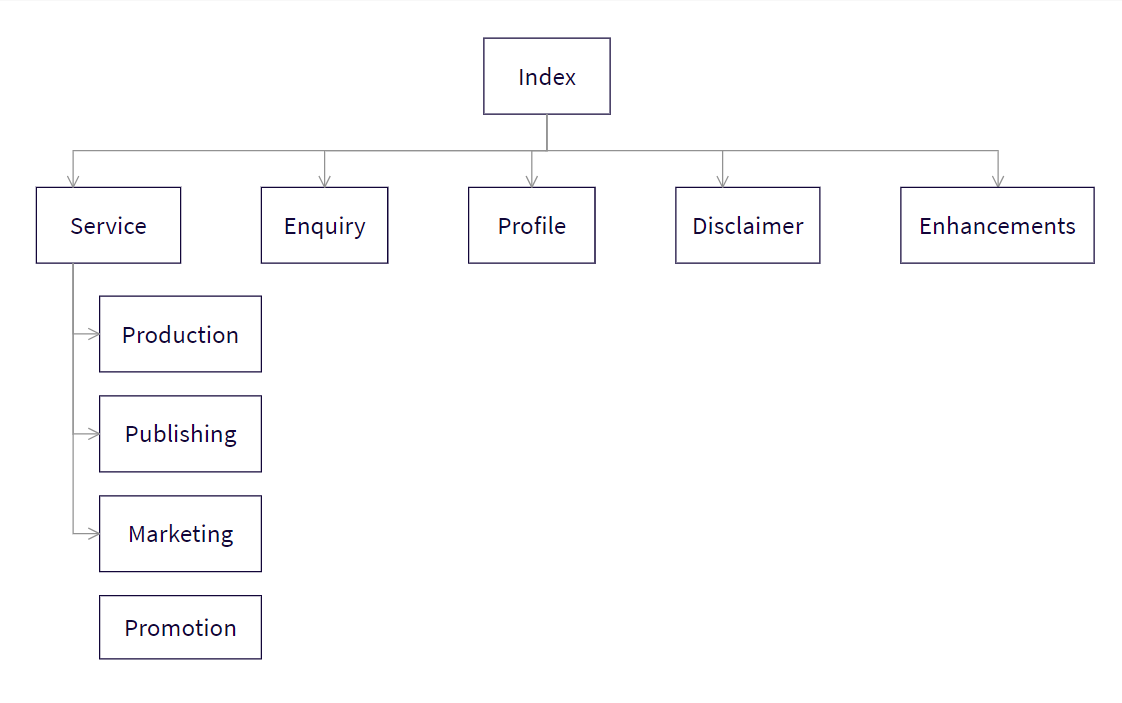 Index
Service
Enquiry
Profile
Disclaimer
Enhancements
Production
Publishing
Marketing
Promotion